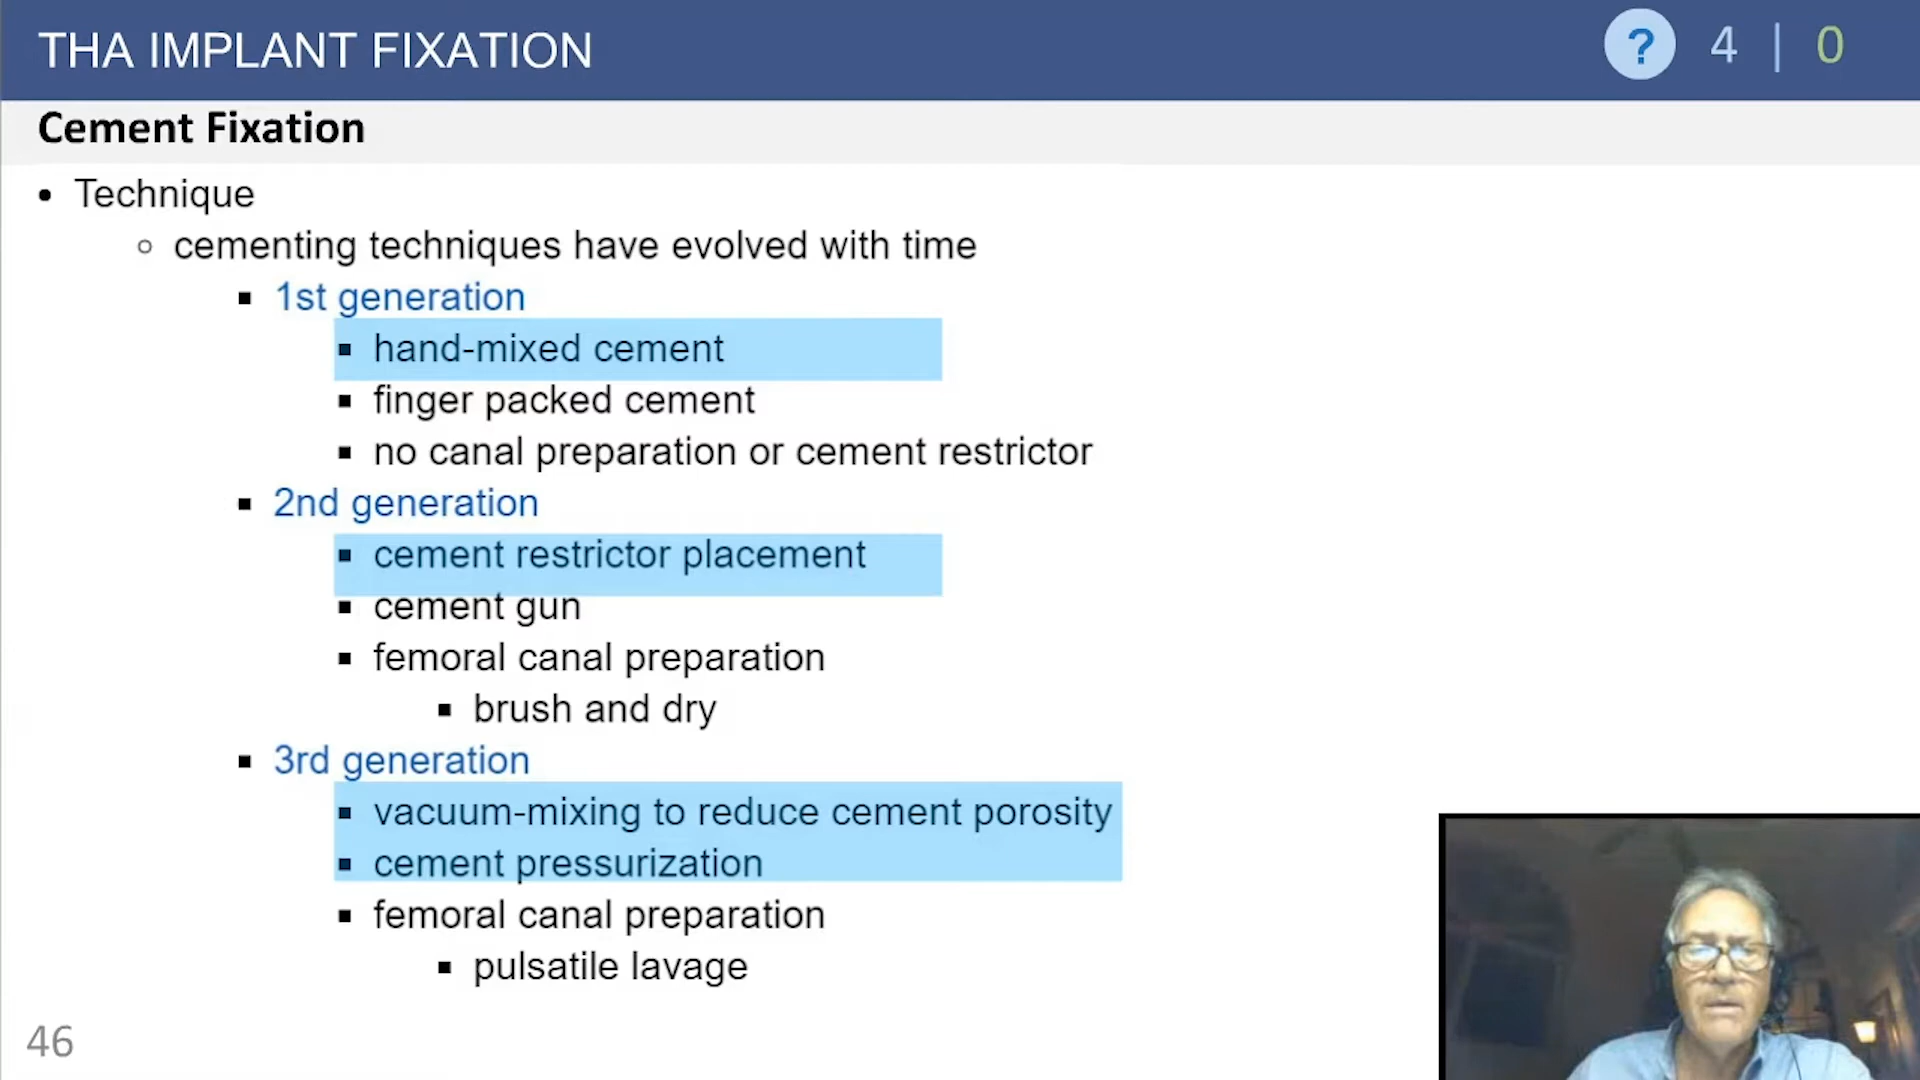 THA IMPLANT FIXATION
? 4 | 0
Cement Fixation
• Technique
○ cementing techniques have evolved with time
▪ 1st generation
▪ hand-mixed cement
▪ finger packed cement
▪ no canal preparation or cement restrictor
▪ 2nd generation
▪ cement restrictor placement
▪ cement gun
▪ femoral canal preparation
▪ brush and dry
▪ 3rd generation
▪ vacuum-mixing to reduce cement porosity
▪ cement pressurization
▪ femoral canal preparation
▪ pulsatile lavage
46